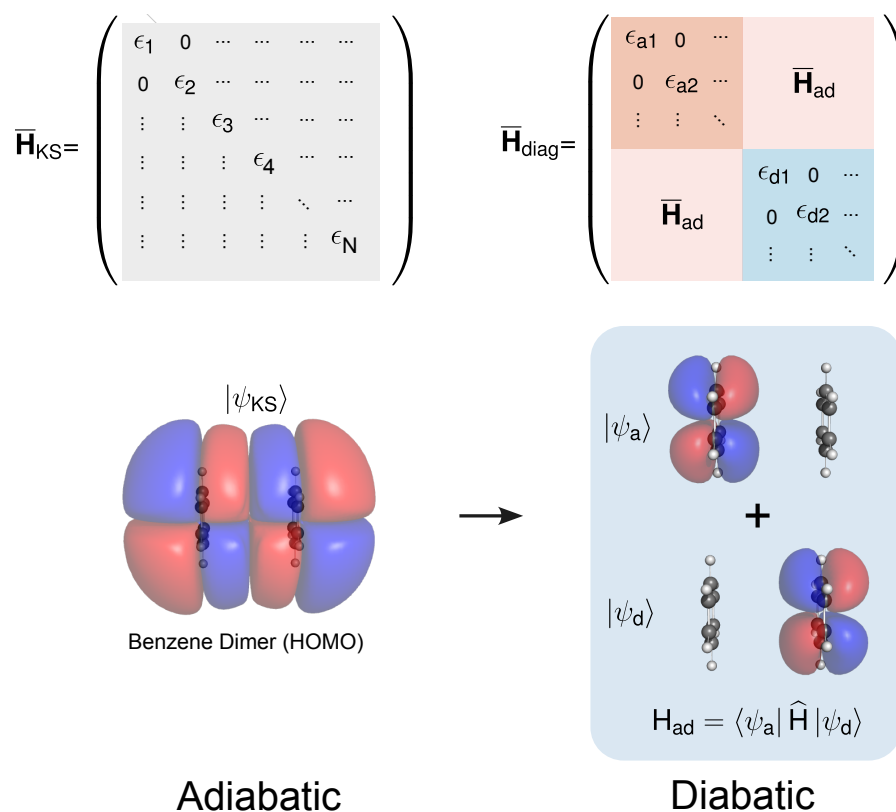 H̅KS= ϵ1 0 ··· ··· ··· ···
0 ϵ2 ··· ··· ··· ···
⋮ ⋮ ϵ3 ··· ··· ···
⋮ ⋮ ⋮ ϵ4 ··· ···
⋮ ⋮ ⋮ ⋮ ⋱ ···
⋮ ⋮ ⋮ ⋮ ⋮ ϵN
H̅diag= ϵa1 0 ···
0 ϵa2 ···
⋮ ⋮ ⋱
H̅ad
H̅ad
ϵd1 0 ···
0 ϵd2 ···
⋮ ⋮ ⋱
|ψKS⟩
Benzene Dimer (HOMO)
|ψa⟩
+
|ψd⟩
Had = ⟨ψa| Ĥ |ψd⟩
Adiabatic
Diabatic